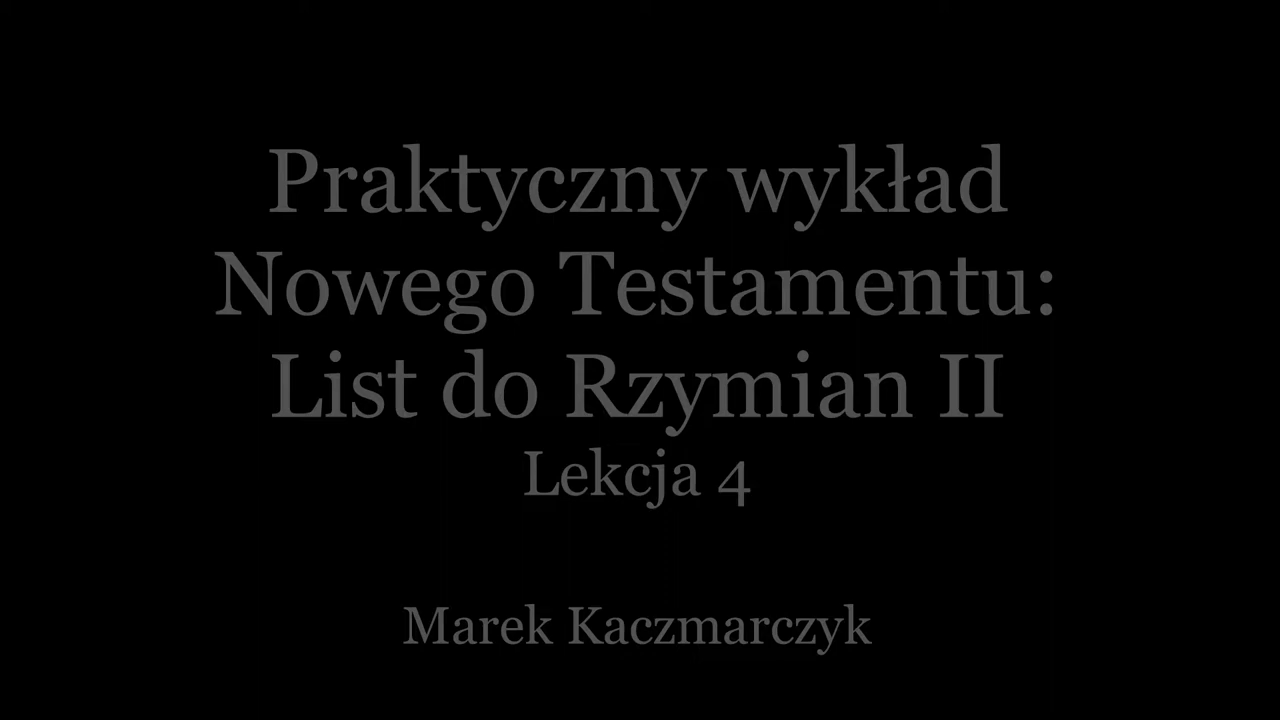 Praktyczny wykład
Nowego Testamentu:
List do Rzymian II
Lekcja 4
Marek Kaczmarczyk